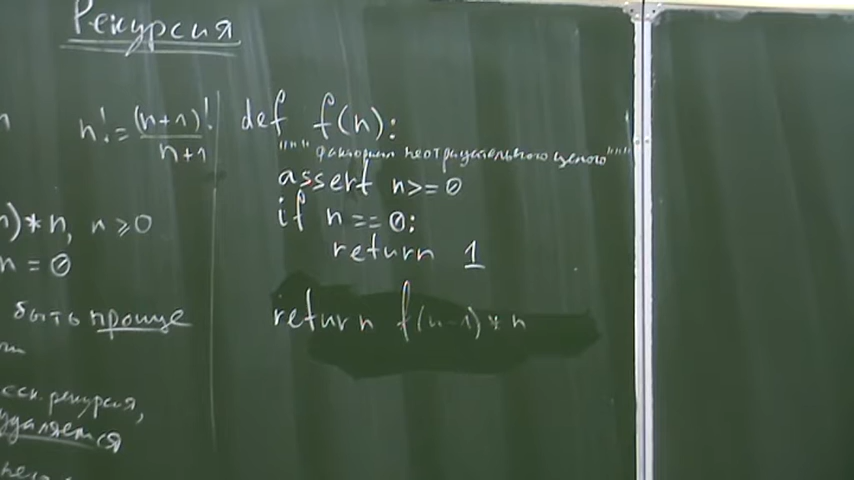 Рекурсия
n! = (n+1)! / n+1
)*n, n ⩾ 0
n = 0
быть проще
рекурсия,
удаляется
def f(n):
"""факториал неотрицательного целого"""
assert n>=0
if n==0:
return 1
return f(n-1)*n